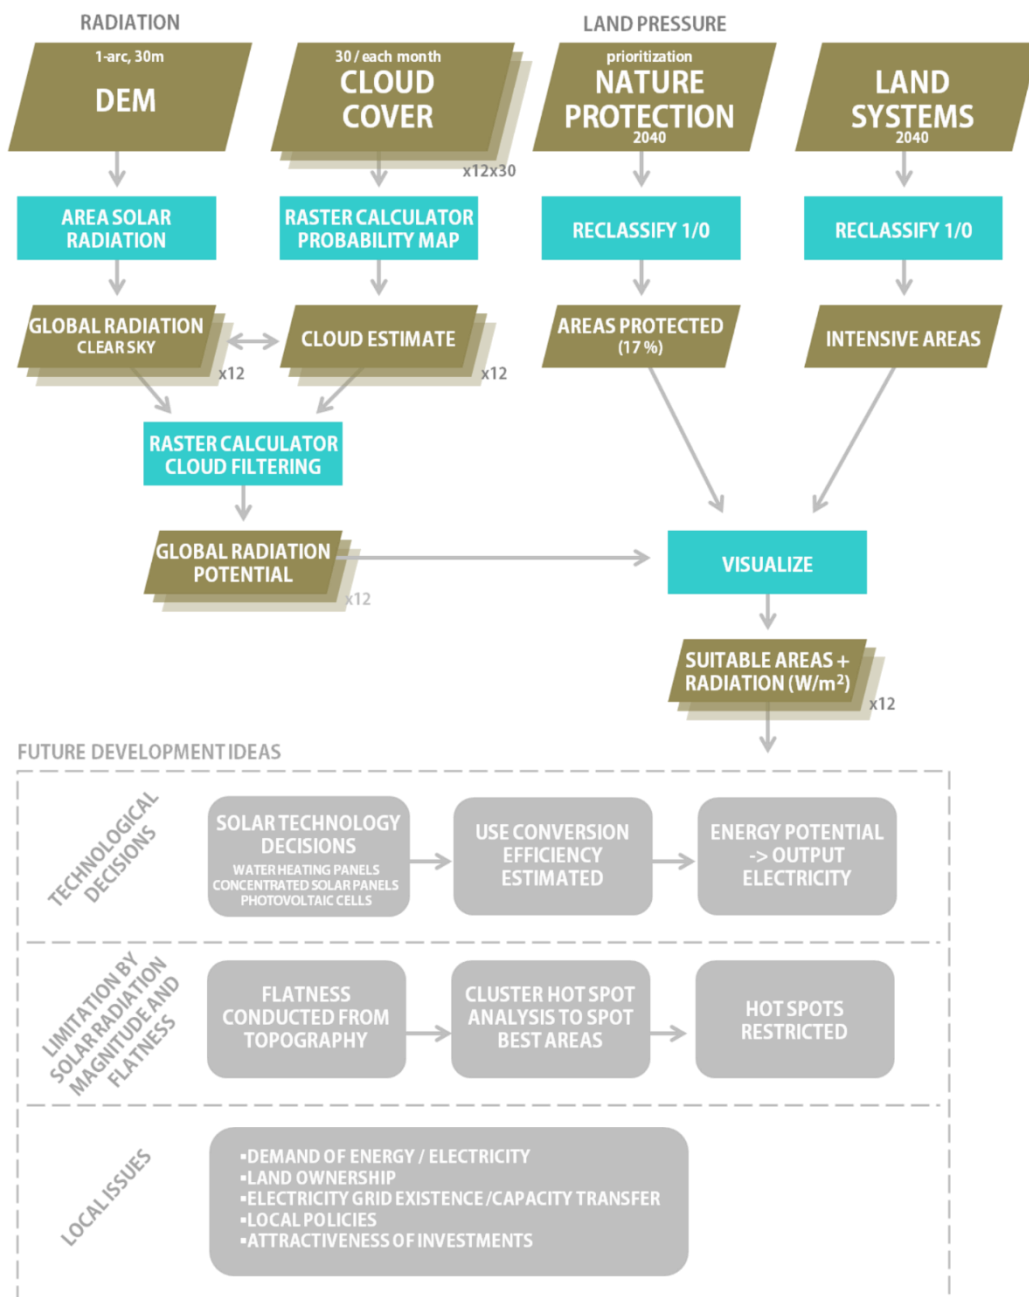 RADIATION
LAND PRESSURE
1-arc, 30m
DEM
30 / each month
CLOUD
COVER
x12x30
prioritization
NATURE
PROTECTION
2040
LAND
SYSTEMS
2040
AREA SOLAR
RADIATION
RASTER CALCULATOR
PROBABILITY MAP
RECLASSIFY 1/0
RECLASSIFY 1/0
GLOBAL RADIATION
CLEAR SKY
x12
CLOUD ESTIMATE
x12
AREAS PROTECTED
(17 %)
INTENSIVE AREAS
RASTER CALCULATOR
CLOUD FILTERING
GLOBAL RADIATION
POTENTIAL
x12
VISUALIZE
SUITABLE AREAS +
RADIATION (W/m²)
x12
FUTURE DEVELOPMENT IDEAS
TECHNOLOGICAL
DECISIONS
SOLAR TECHNOLOGY
DECISIONS
WATER HEATING PANELS
CONCENTRATED SOLAR PANELS
PHOTOVOLTAIC CELLS
USE CONVERSION
EFFICIENCY
ESTIMATED
ENERGY POTENTIAL
-> OUTPUT
ELECTRICITY
LIMITATION BY
SOLAR RADIATION
MAGNITUDE AND
FLATNESS
FLATNESS
CONDUCTED FROM
TOPOGRAPHY
CLUSTER HOT SPOT
ANALYSIS TO SPOT
BEST AREAS
HOT SPOTS
RESTRICTED
LOCAL ISSUES
▪DEMAND OF ENERGY / ELECTRICITY
▪LAND OWNERSHIP
▪ELECTRICITY GRID EXISTENCE /CAPACITY TRANSFER
▪LOCAL POLICIES
▪ATTRACTIVENESS OF INVESTMENTS